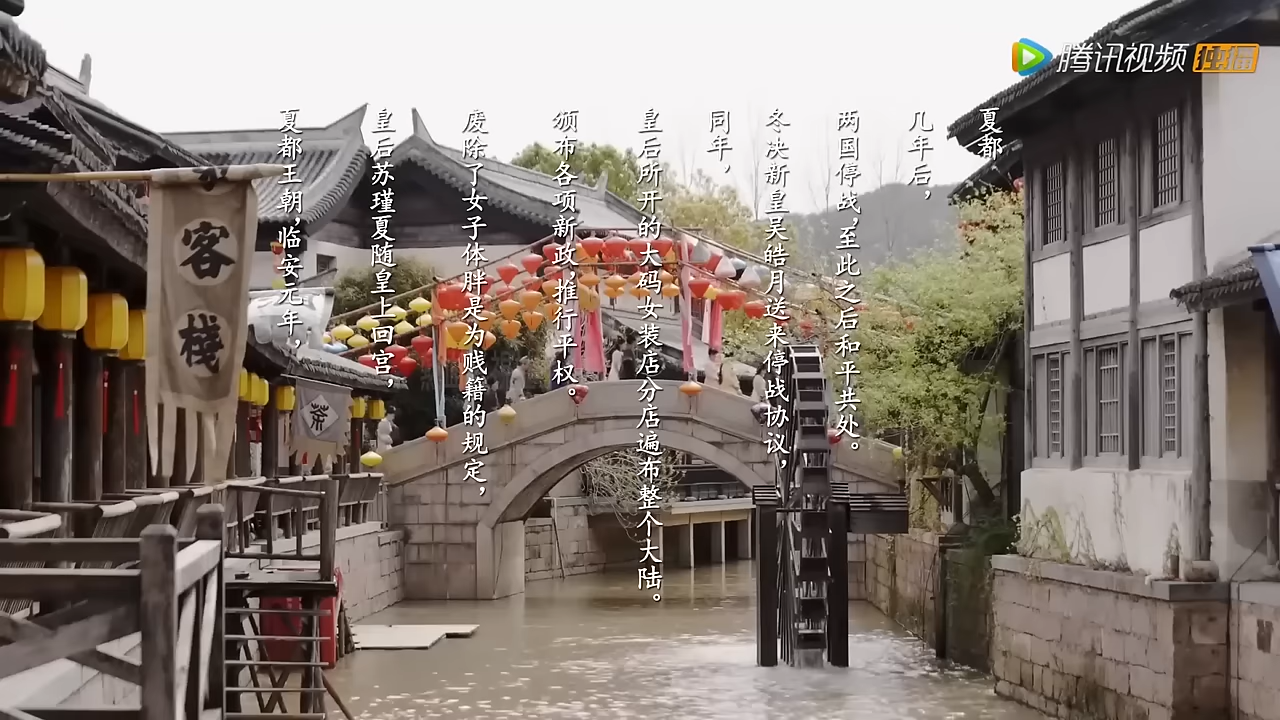 腾讯视频 独播
夏都王朝，临安元年，
皇后苏瑾夏随皇上回宫，
废除了女子体胖是为贱籍的规定，
颁布各项新政，推行平权。
皇后所开的大码女装店分店遍布整个大陆。
同年，
冬决新皇吴皓月送来停战协议，
两国停战，至此之后和平共处。
几年后，
夏都
客栈
茶